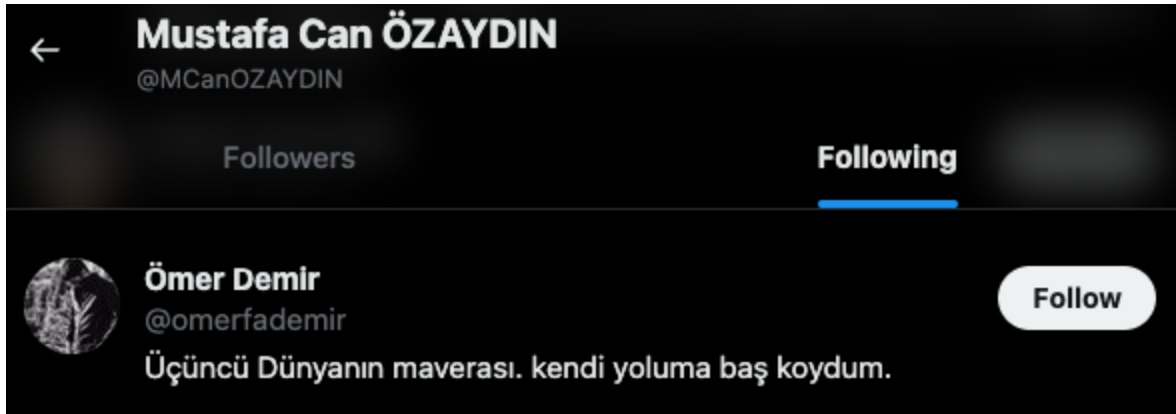 Mustafa Can ÖZAYDIN
@MCanOZAYDIN
Followers
Following
Ömer Demir
@omerfademir
Follow
Üçüncü Dünyanın maverası. kendi yoluma baş koydum.